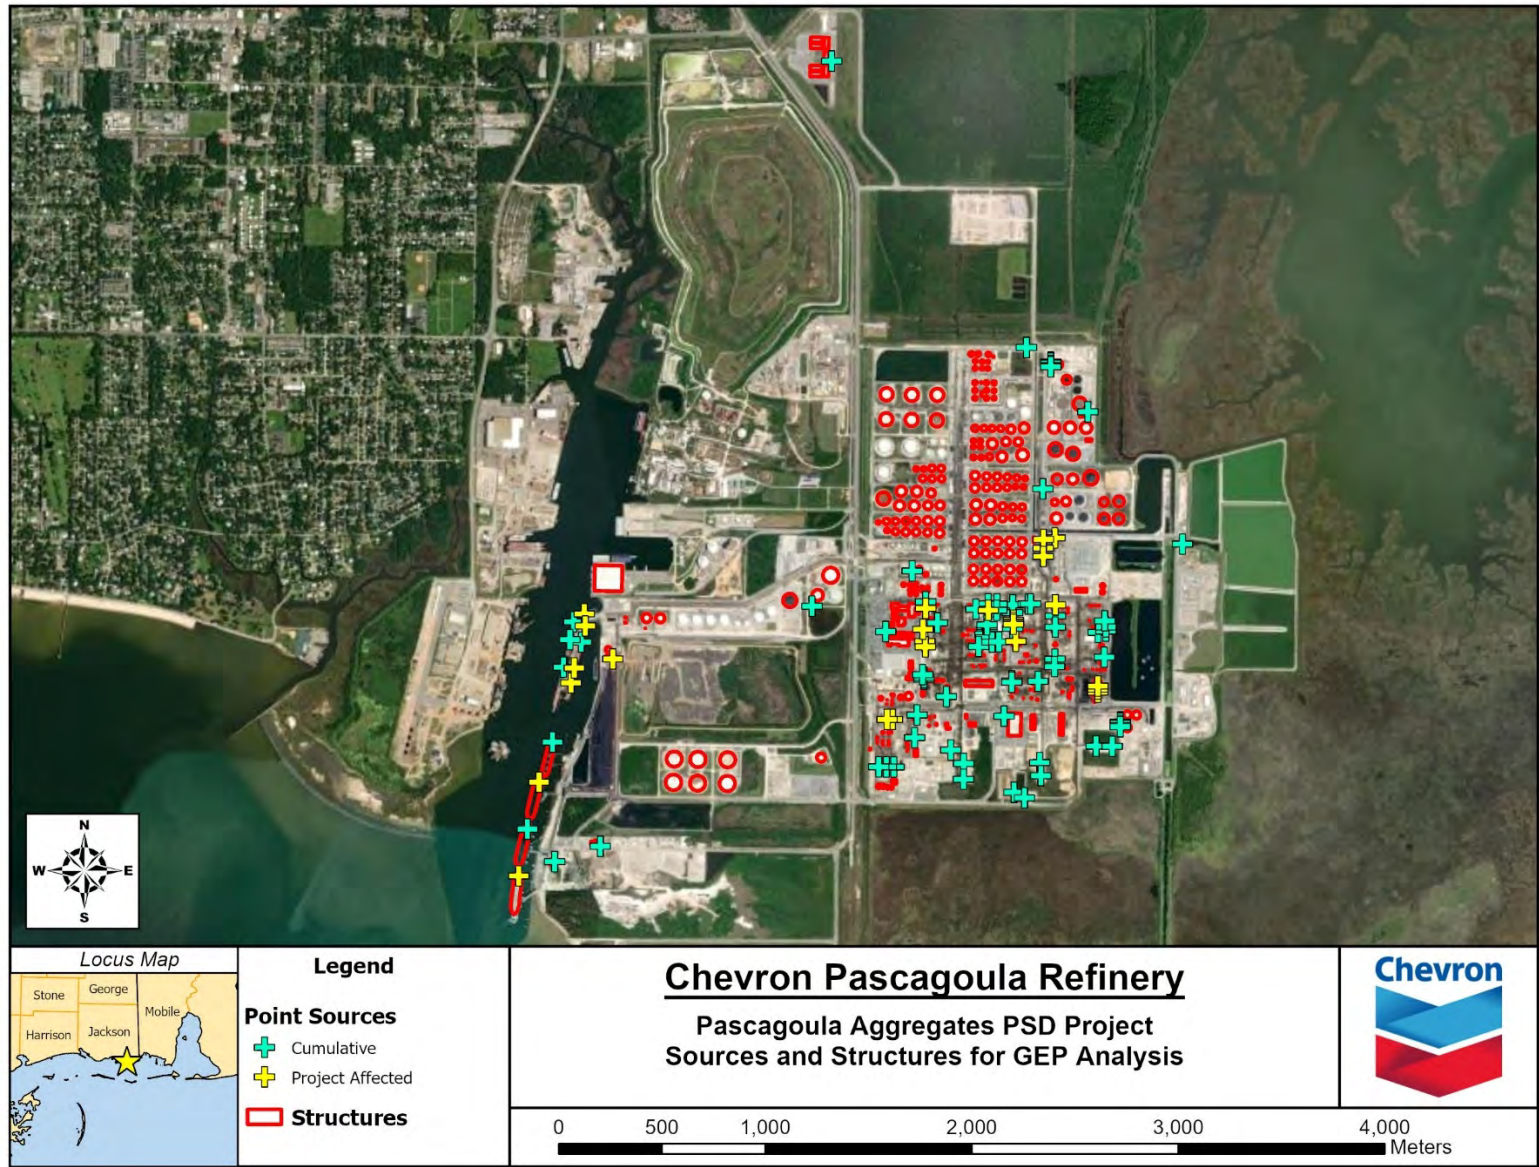 N
W
E
S
Locus Map
Stone
George
Mobile
Harrison
Jackson
Legend
Point Sources
Cumulative
Project Affected
Structures
Chevron Pascagoula Refinery
Pascagoula Aggregates PSD Project
Sources and Structures for GEP Analysis
Chevron
0 500 1,000 2,000 3,000 4,000
Meters